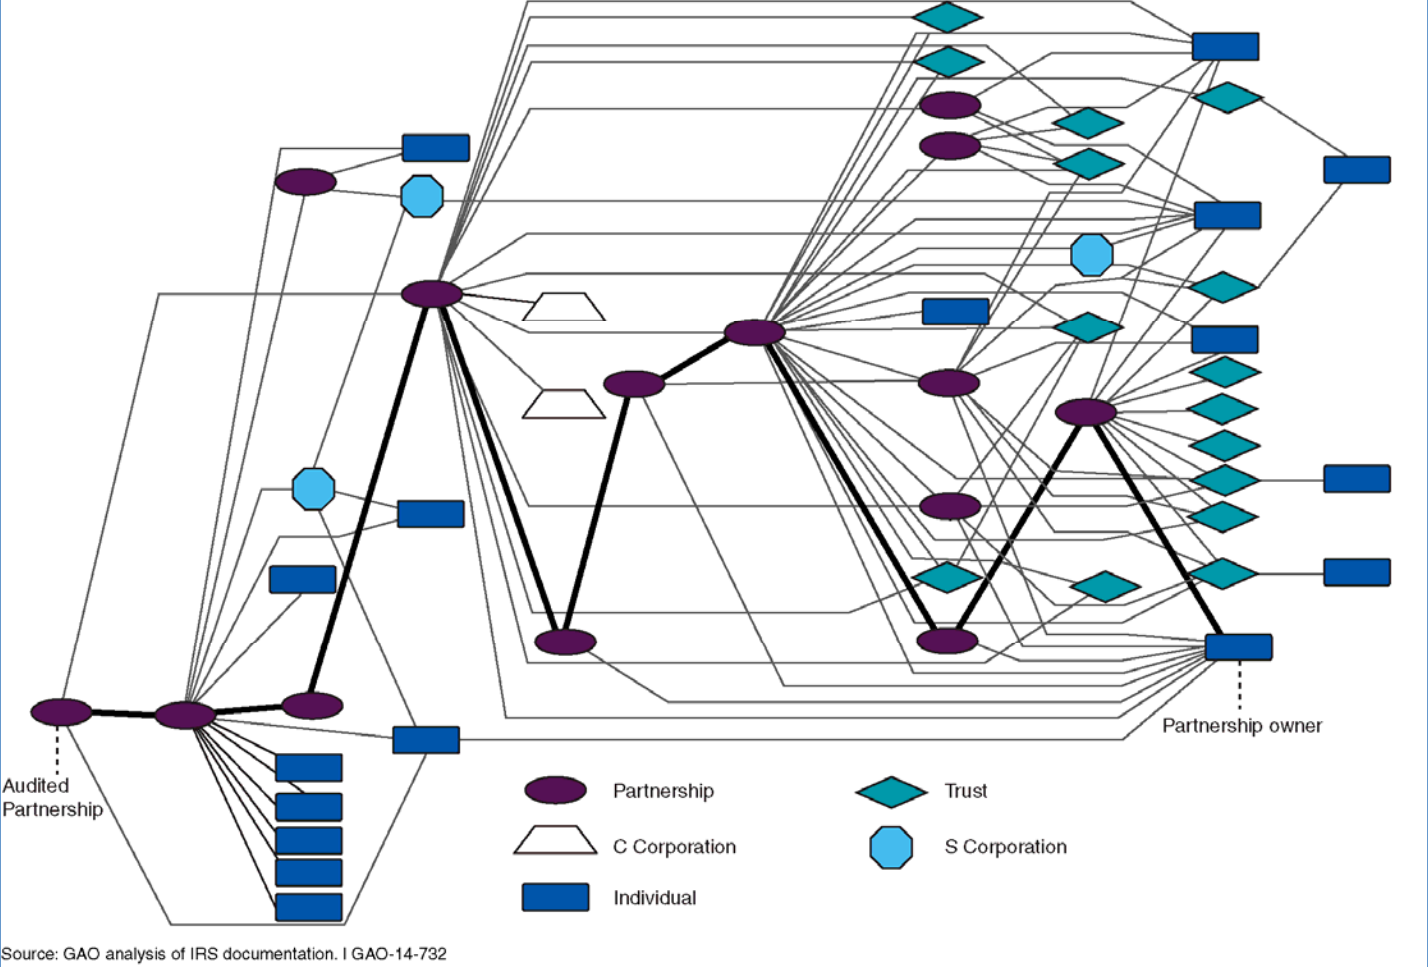 Partnership owner
Audited
Partnership
Partnership
Trust
C Corporation
S Corporation
Individual
Source: GAO analysis of IRS documentation. I GAO-14-732